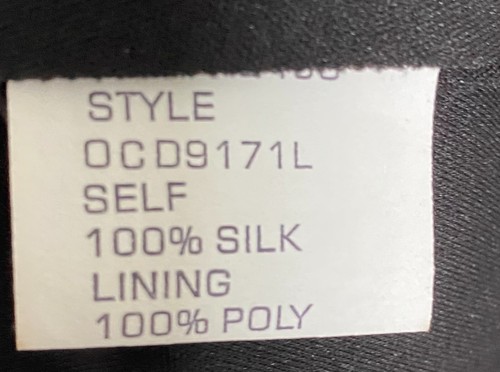 STYLE
OCD9171L
SELF
100% SILK
LINING
100% POLY